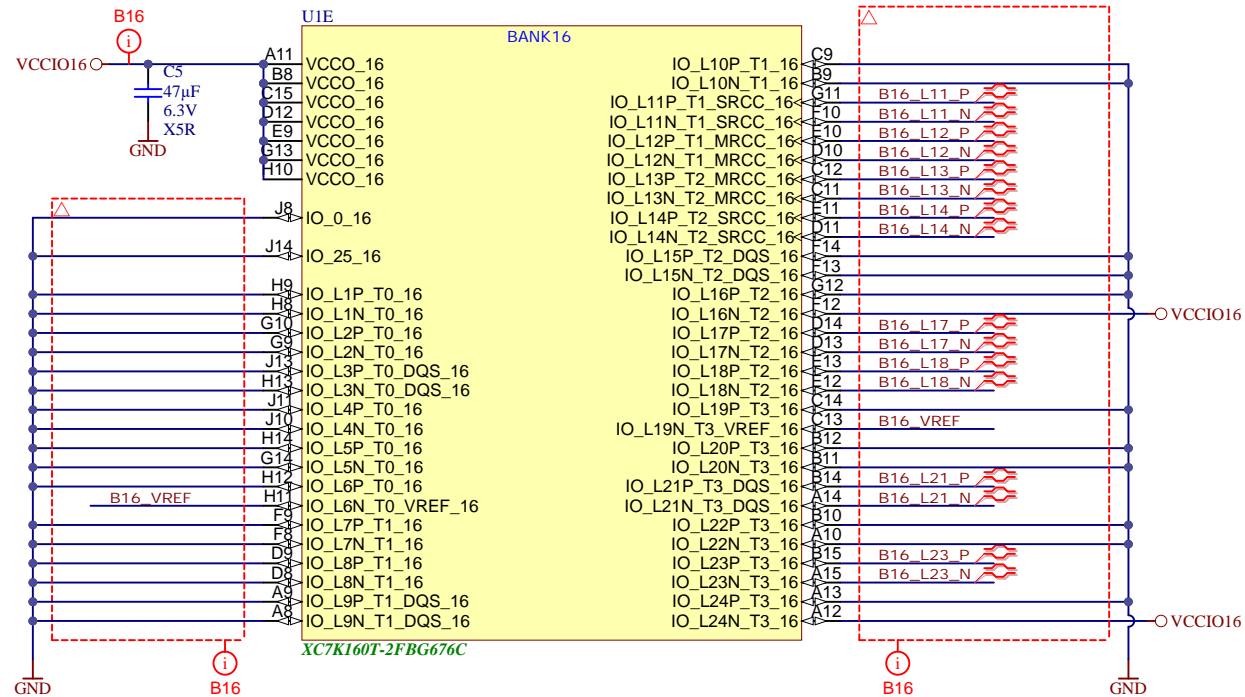 B16
U1E
BANK16
i
VCCIO16
C5
47µF
6.3V
X5R
GND
A11 VCCO_16
B8 VCCO_16
C15 VCCO_16
D12 VCCO_16
E9 VCCO_16
G13 VCCO_16
H10 VCCO_16
J8 IO_0_16
J14 IO_25_16
H9 IO_L1P_T0_16
H8 IO_L1N_T0_16
G10 IO_L2P_T0_16
G9 IO_L2N_T0_16
J13 IO_L3P_T0_DQS_16
H13 IO_L3N_T0_DQS_16
J11 IO_L4P_T0_16
J10 IO_L4N_T0_16
H14 IO_L5P_T0_16
G14 IO_L5N_T0_16
H12 IO_L6P_T0_16
B16_VREF H11 IO_L6N_T0_VREF_16
F9 IO_L7P_T1_16
F8 IO_L7N_T1_16
D9 IO_L8P_T1_16
D8 IO_L8N_T1_16
A9 IO_L9P_T1_DQS_16
A8 IO_L9N_T1_DQS_16
IO_L10P_T1_16 C9
IO_L10N_T1_16 B9
IO_L11P_T1_SRCC_16 G11 B16_L11_P
IO_L11N_T1_SRCC_16 F10 B16_L11_N
IO_L12P_T1_MRCC_16 E10 B16_L12_P
IO_L12N_T1_MRCC_16 D10 B16_L12_N
IO_L13P_T2_MRCC_16 C12 B16_L13_P
IO_L13N_T2_MRCC_16 C11 B16_L13_N
IO_L14P_T2_SRCC_16 E11 B16_L14_P
IO_L14N_T2_SRCC_16 D11 B16_L14_N
IO_L15P_T2_DQS_16 F14
IO_L15N_T2_DQS_16 F13
IO_L16P_T2_16 G12
IO_L16N_T2_16 F12 VCCIO16
IO_L17P_T2_16 D14 B16_L17_P
IO_L17N_T2_16 D13 B16_L17_N
IO_L18P_T2_16 E13 B16_L18_P
IO_L18N_T2_16 E12 B16_L18_N
IO_L19P_T3_16 C14
IO_L19N_T3_VREF_16 C13 B16_VREF
IO_L20P_T3_16 B12
IO_L20N_T3_16 B11
IO_L21P_T3_DQS_16 B14 B16_L21_P
IO_L21N_T3_DQS_16 A14 B16_L21_N
IO_L22P_T3_16 B10
IO_L22N_T3_16 A10
IO_L23P_T3_16 B15 B16_L23_P
IO_L23N_T3_16 A15 B16_L23_N
IO_L24P_T3_16 A13
IO_L24N_T3_16 A12 VCCIO16
XC7K160T-2FBG676C
i
i
GND
B16
B16
GND